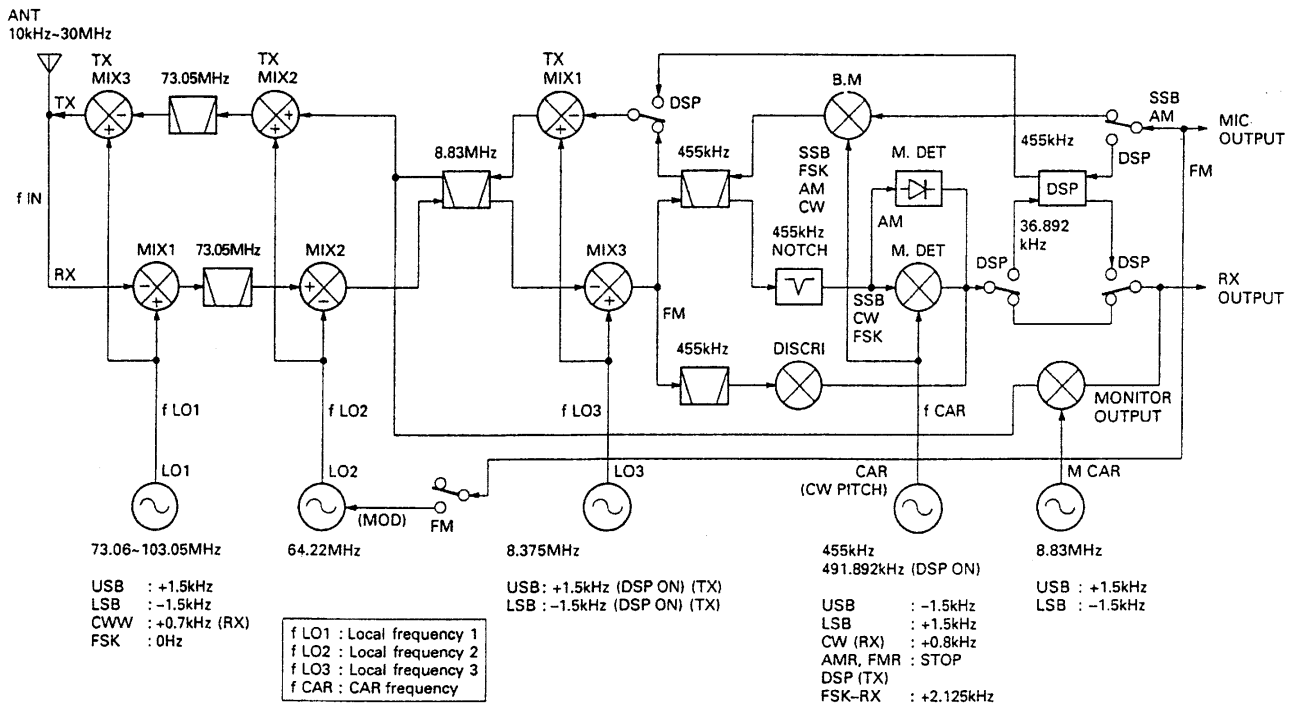 ANT
10kHz~30MHz
TX
MIX3
73.05MHz
TX
MIX2
TX
MIX1
DSP
B.M
SSB
AM
MIC
OUTPUT
TX
8.83MHz
455kHz
SSB
FSK
AM
CW
M. DET
AM
455kHz
DSP
DSP
FM
36.892
kHz
f IN
RX
MIX1
73.05MHz
MIX2
MIX3
455kHz
NOTCH
M. DET
DSP
DSP
RX
OUTPUT
FM
SSB
CW
FSK
455kHz
DISCRI
MONITOR
OUTPUT
f LO1
f LO2
f LO3
f CAR
LO1
LO2
(MOD)
FM
LO3
CAR
(CW PITCH)
M CAR
73.06~103.05MHz
64.22MHz
8.375MHz
455kHz
491.892kHz (DSP ON)
8.83MHz
USB : +1.5kHz
LSB : -1.5kHz
CWW : +0.7kHz (RX)
FSK : 0Hz
f LO1 : Local frequency 1
f LO2 : Local frequency 2
f LO3 : Local frequency 3
f CAR : CAR frequency
USB: +1.5kHz (DSP ON) (TX)
LSB: -1.5kHz (DSP ON) (TX)
USB : -1.5kHz
LSB : +1.5kHz
CW (RX) : +0.8kHz
AMR, FMR : STOP
DSP (TX)
FSK-RX : +2.125kHz
USB : +1.5kHz
LSB : -1.5kHz